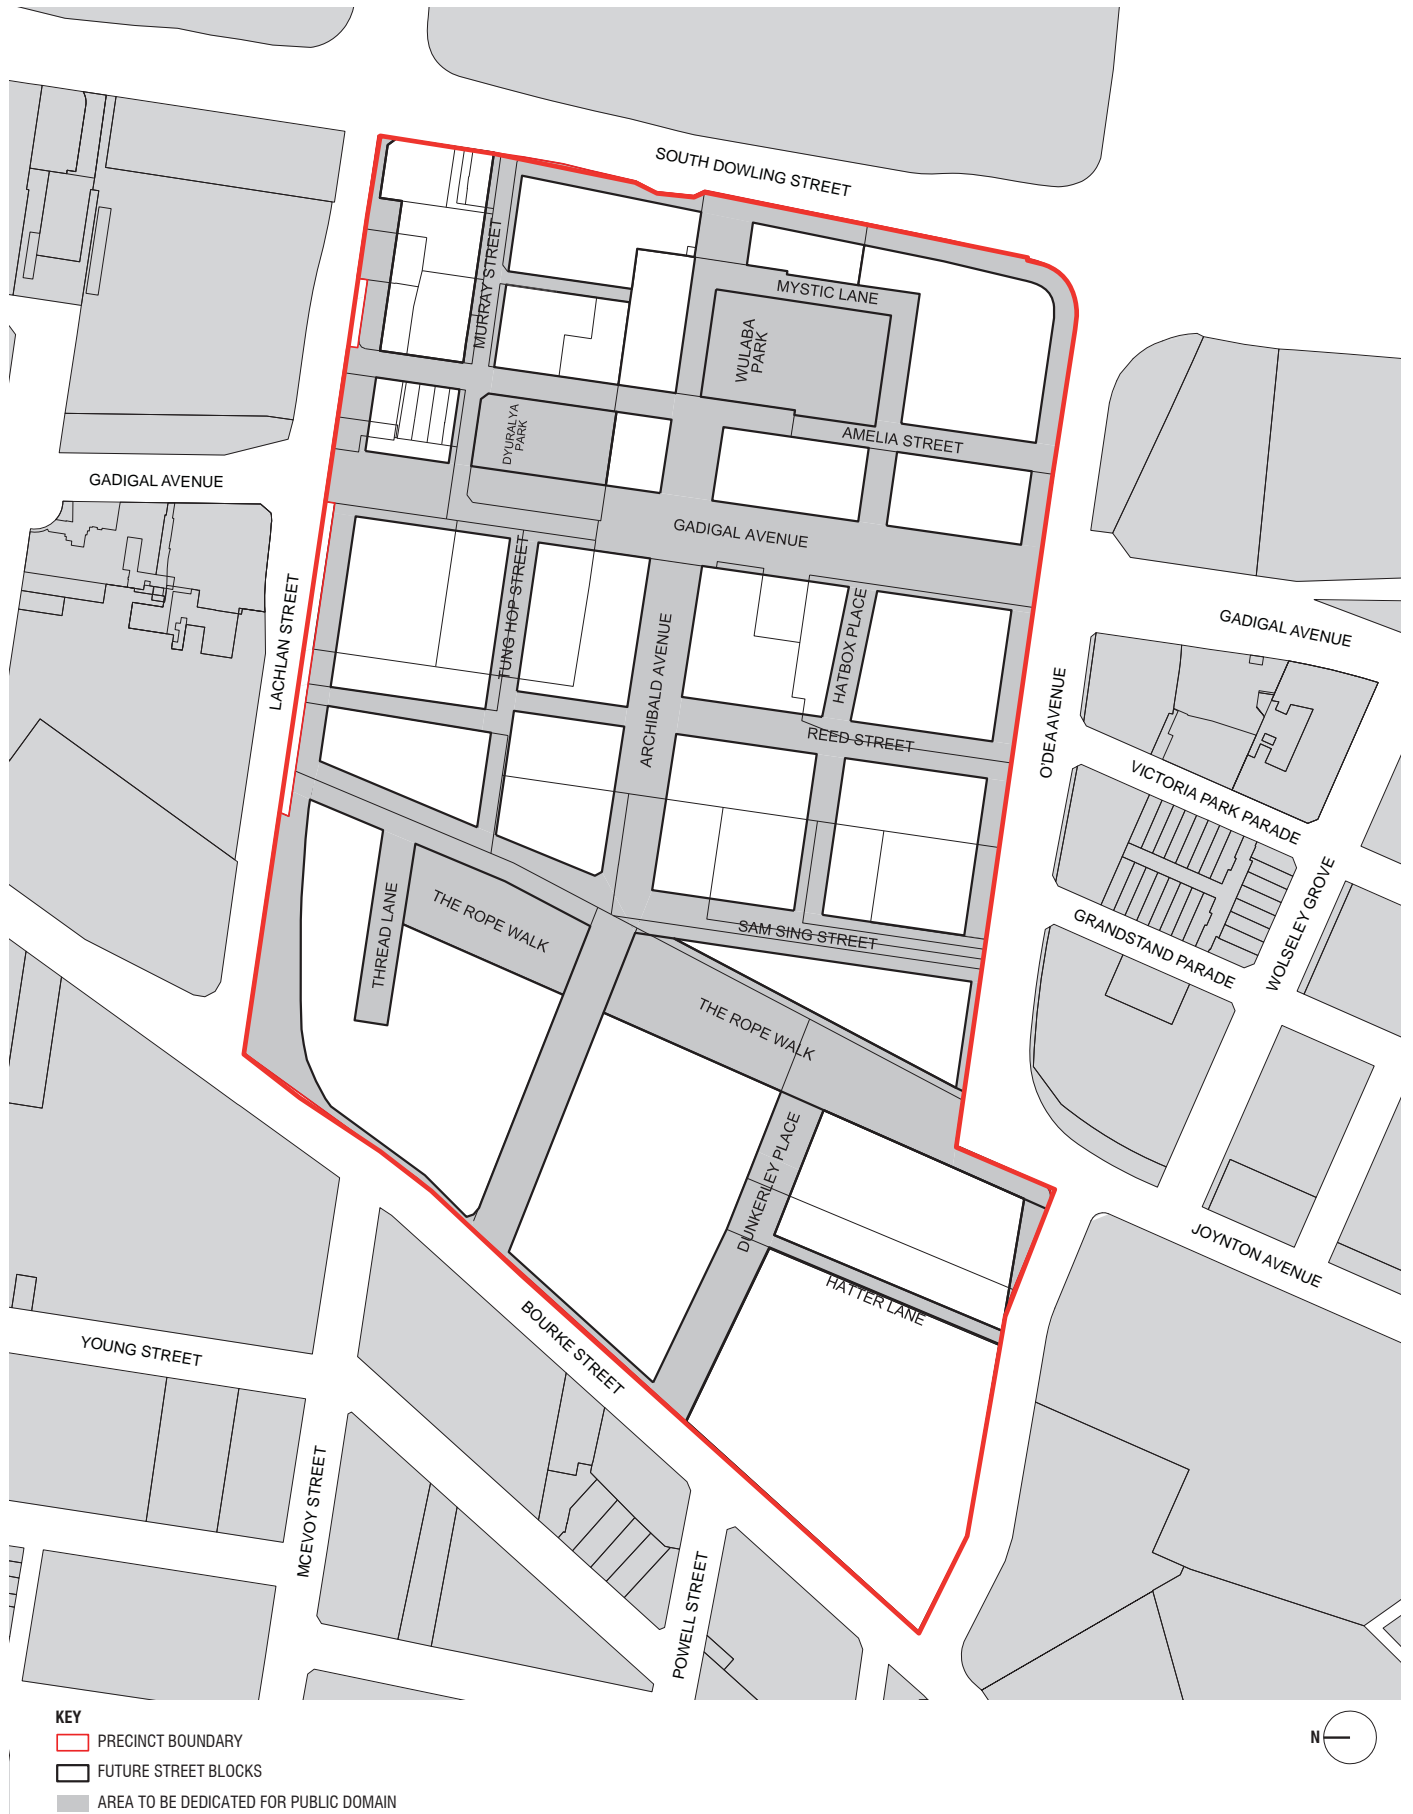 SOUTH DOWLING STREET
MURRAY STREET
MYSTIC LANE
WULABA
PARK
DYURALYA
PARK
AMELIA STREET
GADIGAL AVENUE
GADIGAL AVENUE
TUNG HOP STREET
LACHLAN STREET
HATBOX PLACE
GADIGAL AVENUE
ARCHIBALD AVENUE
O'DEA AVENUE
REED STREET
VICTORIA PARK PARADE
THREAD LANE
THE ROPE WALK
SAM SING STREET
GRANDSTAND PARADE
WOLSELEY GROVE
THE ROPE WALK
DUNKERLEY PLACE
JOYNTON AVENUE
HATTER LANE
BOURKE STREET
YOUNG STREET
MCEVOY STREET
POWELL STREET
KEY
PRECINCT BOUNDARY
N
FUTURE STREET BLOCKS
AREA TO BE DEDICATED FOR PUBLIC DOMAIN